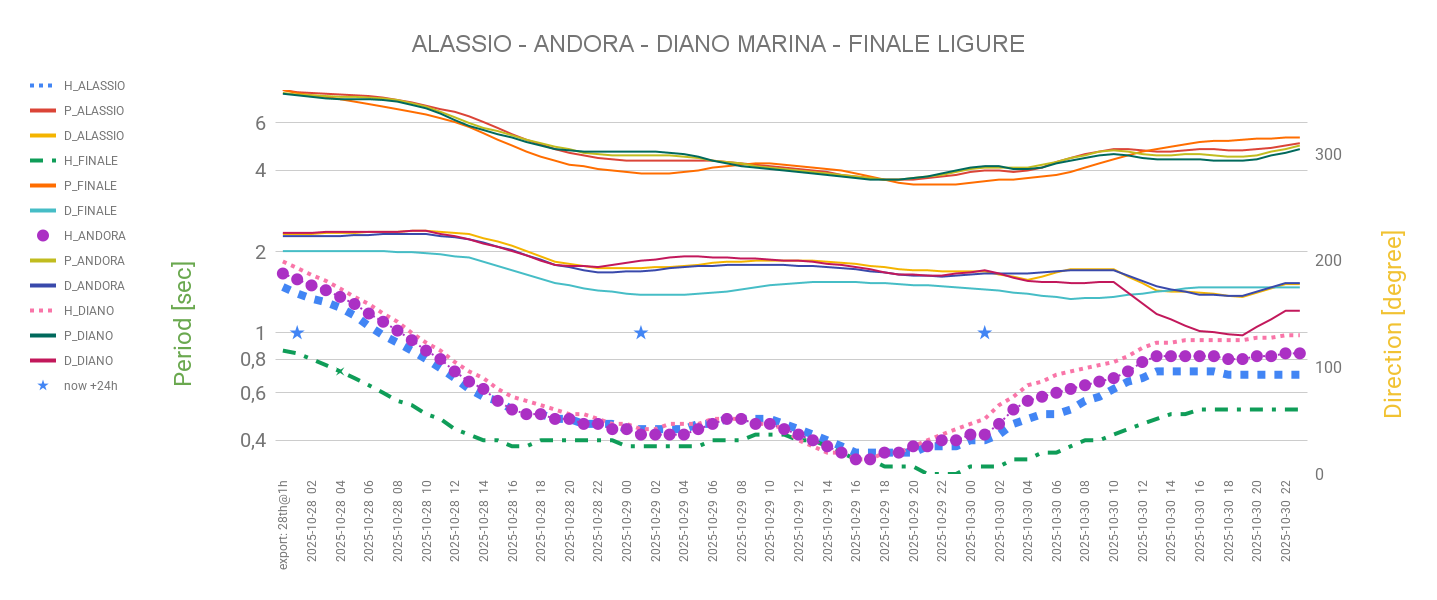 ALASSIO - ANDORA - DIANO MARINA - FINALE LIGURE
H_ALASSIO
P_ALASSIO
D_ALASSIO
H_FINALE
P_FINALE
D_FINALE
H_ANDORA
P_ANDORA
D_ANDORA
H_DIANO
P_DIANO
D_DIANO
now +24h
Period [sec]
6
4
2
1
0,8
0,6
0,4
300
200
100
0
Direction [degree]
export: 28th@1h
2025-10-28 02
2025-10-28 04
2025-10-28 06
2025-10-28 08
2025-10-28 10
2025-10-28 12
2025-10-28 14
2025-10-28 16
2025-10-28 18
2025-10-28 20
2025-10-28 22
2025-10-29 00
2025-10-29 02
2025-10-29 04
2025-10-29 06
2025-10-29 08
2025-10-29 10
2025-10-29 12
2025-10-29 14
2025-10-29 16
2025-10-29 18
2025-10-29 20
2025-10-29 22
2025-10-30 00
2025-10-30 02
2025-10-30 04
2025-10-30 06
2025-10-30 08
2025-10-30 10
2025-10-30 12
2025-10-30 14
2025-10-30 16
2025-10-30 18
2025-10-30 20
2025-10-30 22